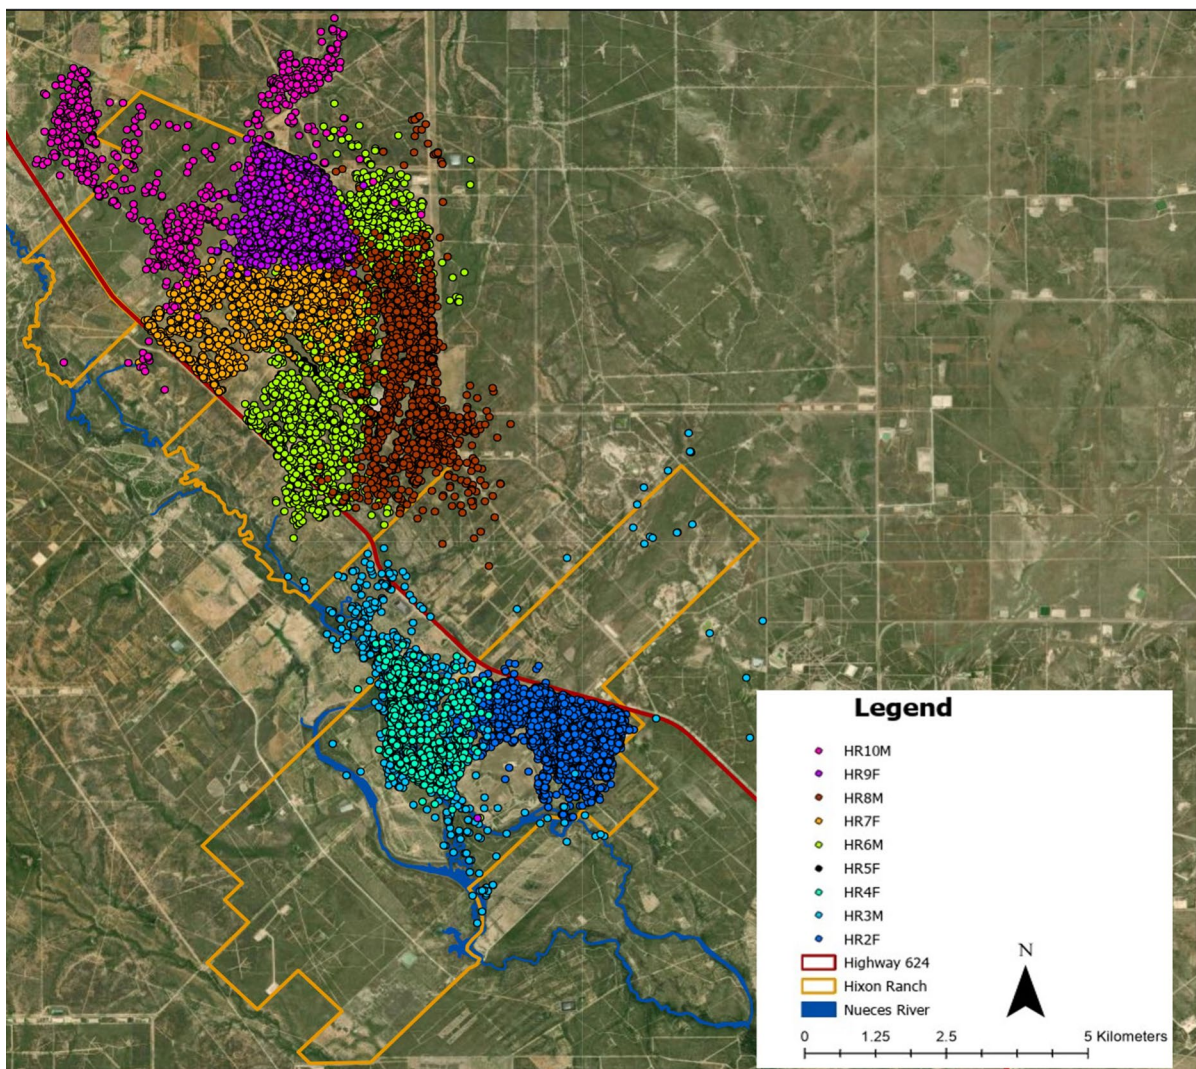 Legend
HR10M
HR9F
HR8M
HR7F
HR6M
HR5F
HR4F
HR3M
HR2F
Highway 624
Hixon Ranch
Nueces River
N
0 1.25 2.5 5 Kilometers